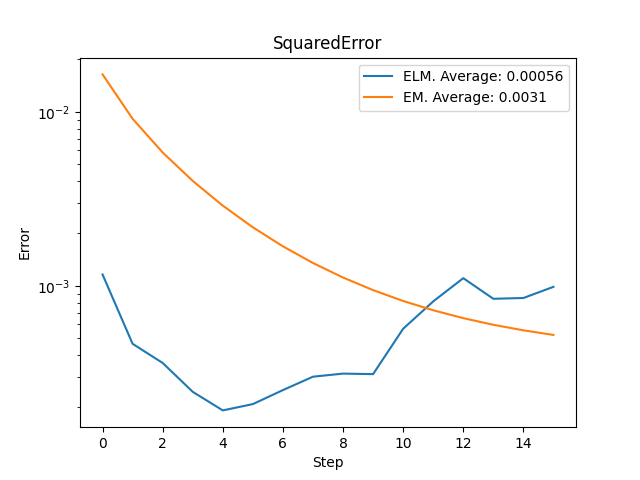 SquaredError
ELM. Average: 0.00056
EM. Average: 0.0031
10⁻²
10⁻³
Error
0 2 4 6 8 10 12 14
Step